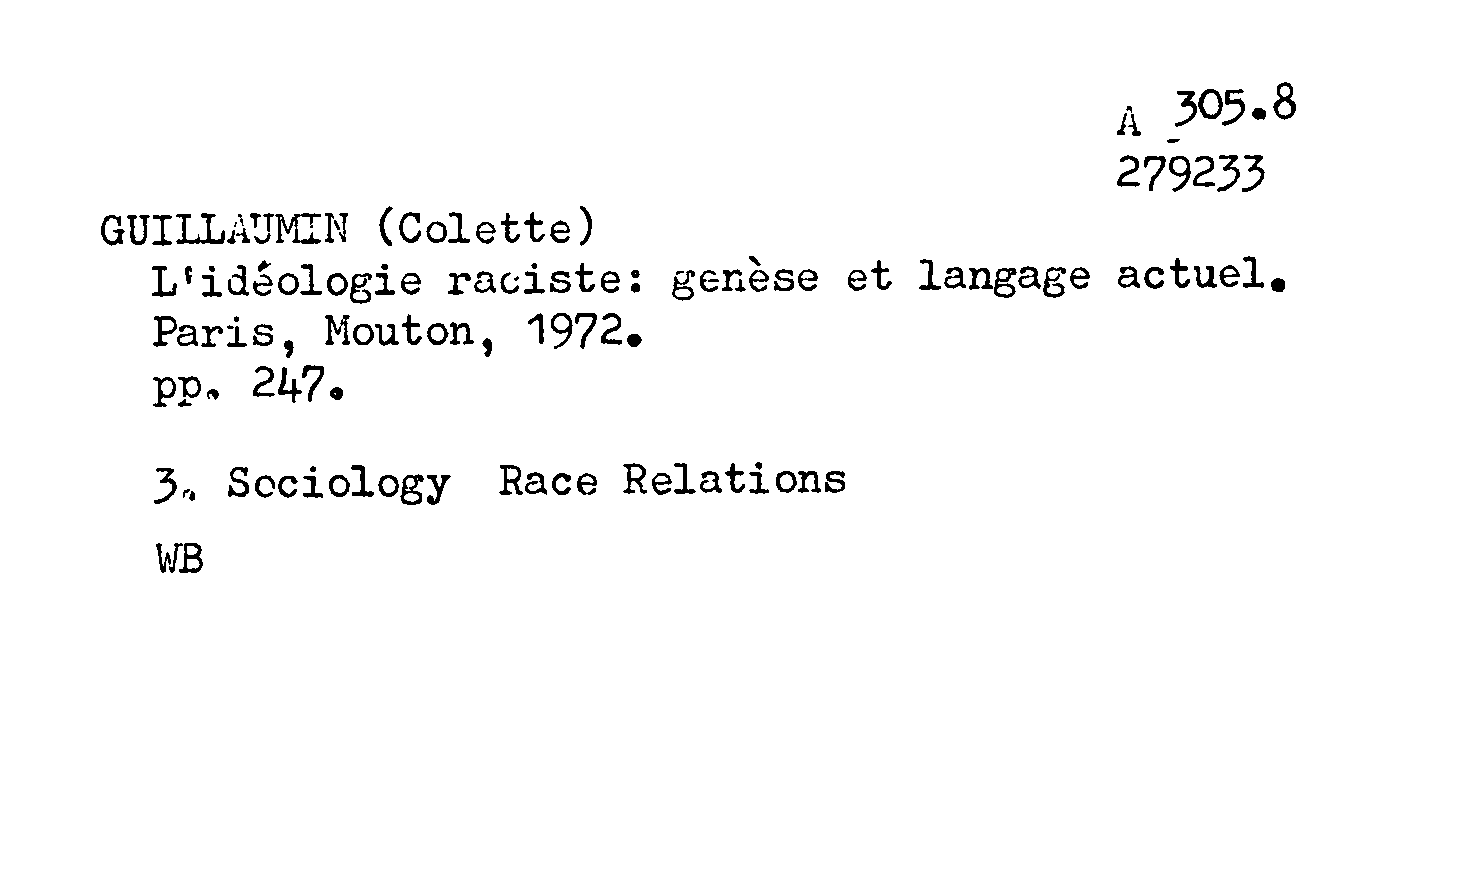 A 305.8
279233
GUILLAUMIN (Colette)
L'idéologie raciste: genèse et langage actuel.
Paris, Mouton, 1972.
pp. 247.
3. Sociology  Race Relations
WB